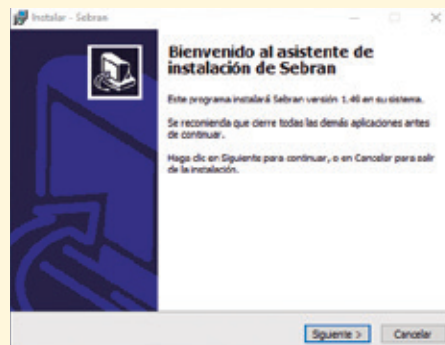 Instalar - Sebran
Bienvenido al asistente de
instalación de Sebran
Este programa instalará Sebran versión 1.46 en su sistema.
Se recomienda que cierre todas las demás aplicaciones antes
de continuar.
Haga clic en Siguiente para continuar, o en Cancelar para salir
de la instalación.
Siguiente >
Cancelar